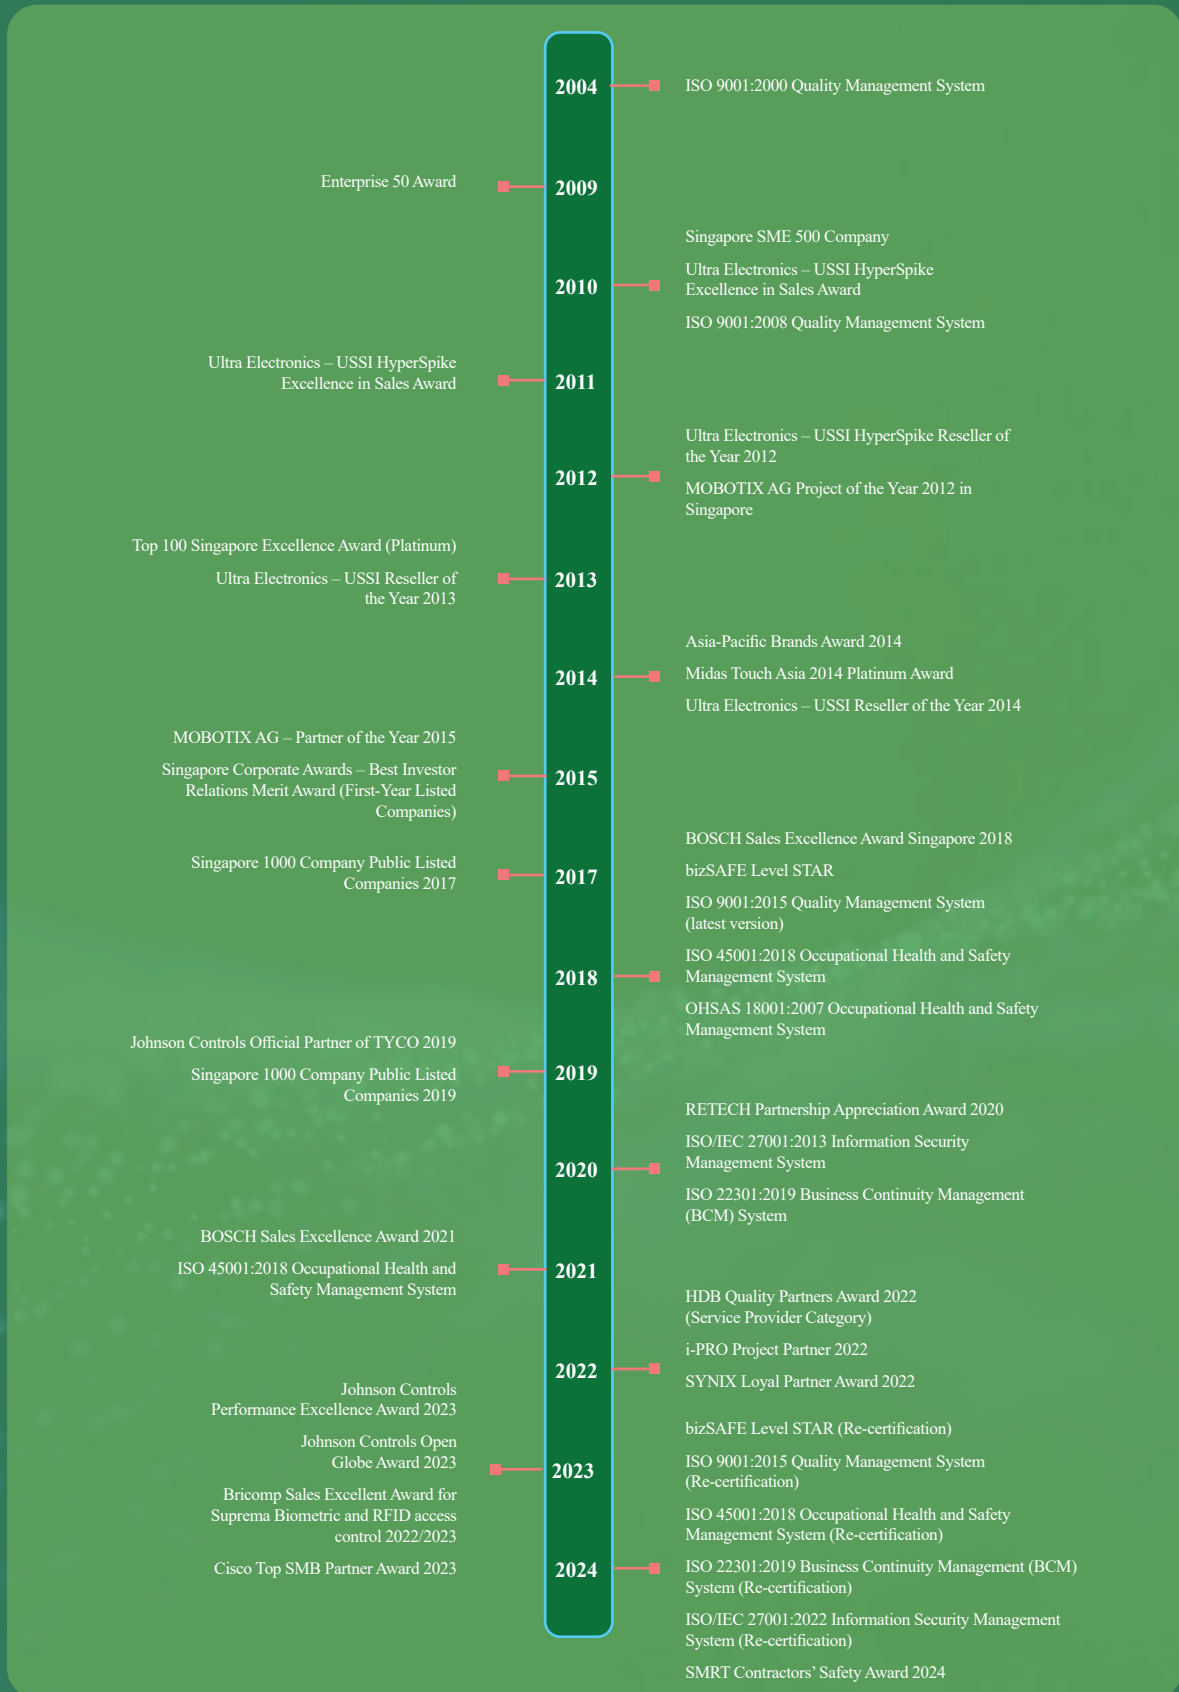 2004
ISO 9001:2000 Quality Management System
Enterprise 50 Award
2009
Singapore SME 500 Company
Ultra Electronics – USSI HyperSpike
Excellence in Sales Award
ISO 9001:2008 Quality Management System
2010
Ultra Electronics – USSI HyperSpike
Excellence in Sales Award
2011
Ultra Electronics – USSI HyperSpike Reseller of
the Year 2012
MOBOTIX AG Project of the Year 2012 in
Singapore
2012
Top 100 Singapore Excellence Award (Platinum)
Ultra Electronics – USSI Reseller of
the Year 2013
2013
Asia-Pacific Brands Award 2014
Midas Touch Asia 2014 Platinum Award
Ultra Electronics – USSI Reseller of the Year 2014
2014
MOBOTIX AG – Partner of the Year 2015
Singapore Corporate Awards – Best Investor
Relations Merit Award (First-Year Listed
Companies)
2015
Singapore 1000 Company Public Listed
Companies 2017
2017
BOSCH Sales Excellence Award Singapore 2018
bizSAFE Level STAR
ISO 9001:2015 Quality Management System
(latest version)
ISO 45001:2018 Occupational Health and Safety
Management System
OHSAS 18001:2007 Occupational Health and Safety
Management System
2018
Johnson Controls Official Partner of TYCO 2019
Singapore 1000 Company Public Listed
Companies 2019
2019
RETECH Partnership Appreciation Award 2020
ISO/IEC 27001:2013 Information Security
Management System
ISO 22301:2019 Business Continuity Management
(BCM) System
2020
BOSCH Sales Excellence Award 2021
ISO 45001:2018 Occupational Health and
Safety Management System
2021
HDB Quality Partners Award 2022
(Service Provider Category)
i-PRO Project Partner 2022
SYNIX Loyal Partner Award 2022
2022
Johnson Controls
Performance Excellence Award 2023
Johnson Controls Open
Globe Award 2023
Bricomp Sales Excellent Award for
Suprema Biometric and RFID access
control 2022/2023
Cisco Top SMB Partner Award 2023
2023
bizSAFE Level STAR (Re-certification)
ISO 9001:2015 Quality Management System
(Re-certification)
ISO 45001:2018 Occupational Health and Safety
Management System (Re-certification)
ISO 22301:2019 Business Continuity Management (BCM)
System (Re-certification)
ISO/IEC 27001:2022 Information Security Management
System (Re-certification)
SMRT Contractors' Safety Award 2024
2024